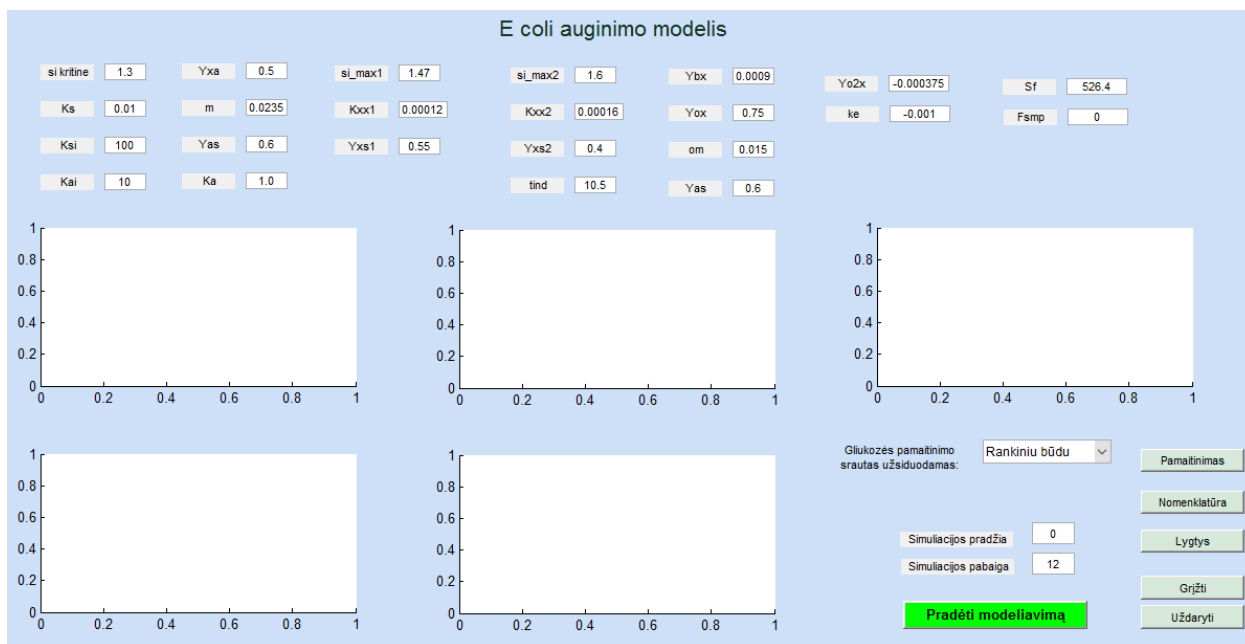 E coli auginimo modelis
si kritine 1.3 Yxa 0.5 si_max1 1.47 si_max2 1.6 Ybx 0.0009 Yo2x -0.000375 Sf 526.4
Ks 0.01 m 0.0235 Kxx1 0.00012 Kxx2 0.00016 Yox 0.75 ke -0.001 Fsmp 0
Ksi 100 Yas 0.6 Yxs1 0.55 Yxs2 0.4 om 0.015
Kai 10 Ka 1.0 tind 10.5 Yas 0.6
1 1 1
0.8 0.8 0.8
0.6 0.6 0.6
0.4 0.4 0.4
0.2 0.2 0.2
0 0 0
0 0.2 0.4 0.6 0.8 1 0 0.2 0.4 0.6 0.8 1 0 0.2 0.4 0.6 0.8 1
1 1
0.8 0.8
0.6 0.6
0.4 0.4
0.2 0.2
0 0
0 0.2 0.4 0.6 0.8 1 0 0.2 0.4 0.6 0.8 1
Gliukozės pamaitinimo
srautas užsiduodamas:
Rankiniu būdu
Pamaitinimas
Nomenklatūra
Simuliacijos pradžia 0
Lygtys
Simuliacijos pabaiga 12
Grįžti
Pradėti modeliavimą
Uždaryti